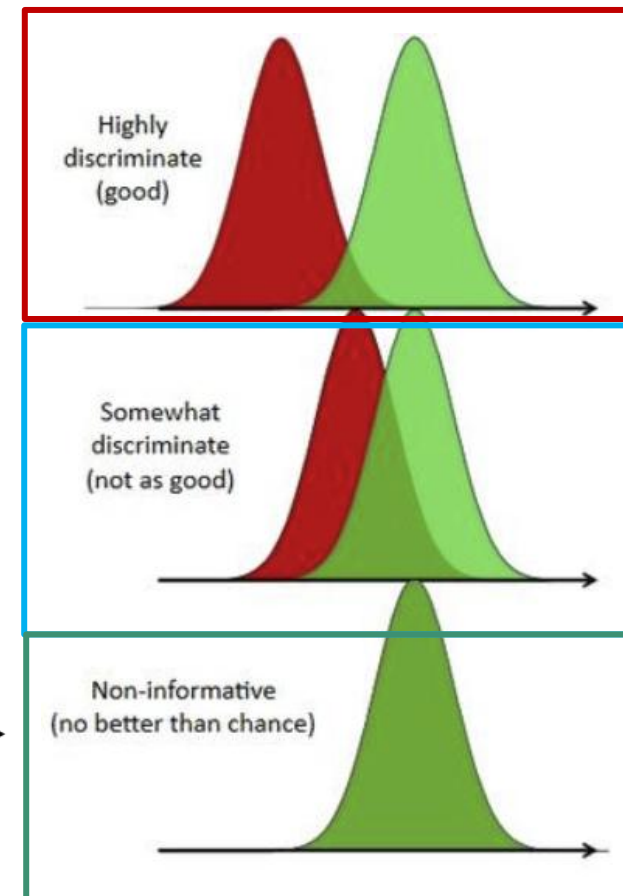 Highly
discriminate
(good)
Somewhat
discriminate
(not as good)
Non-informative
(no better than chance)